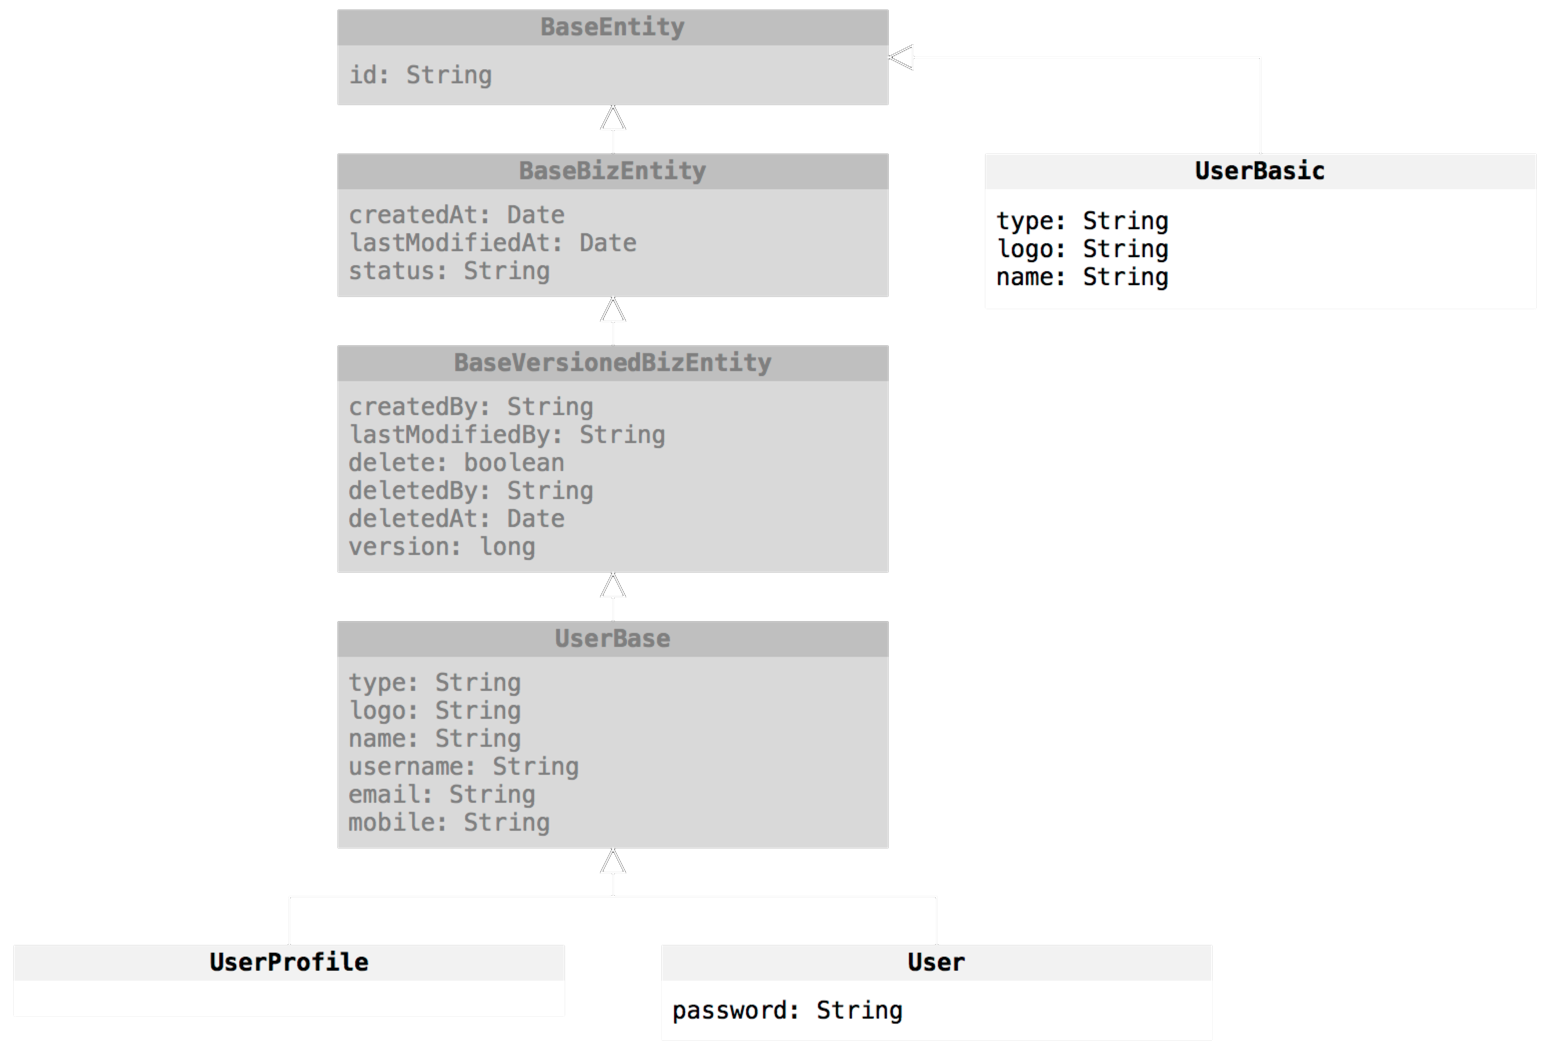 BaseEntity
id: String
BaseBizEntity
createdAt: Date
lastModifiedAt: Date
status: String
UserBasic
type: String
logo: String
name: String
BaseVersionedBizEntity
createdBy: String
lastModifiedBy: String
delete: boolean
deletedBy: String
deletedAt: Date
version: long
UserBase
type: String
logo: String
name: String
username: String
email: String
mobile: String
UserProfile
User
password: String